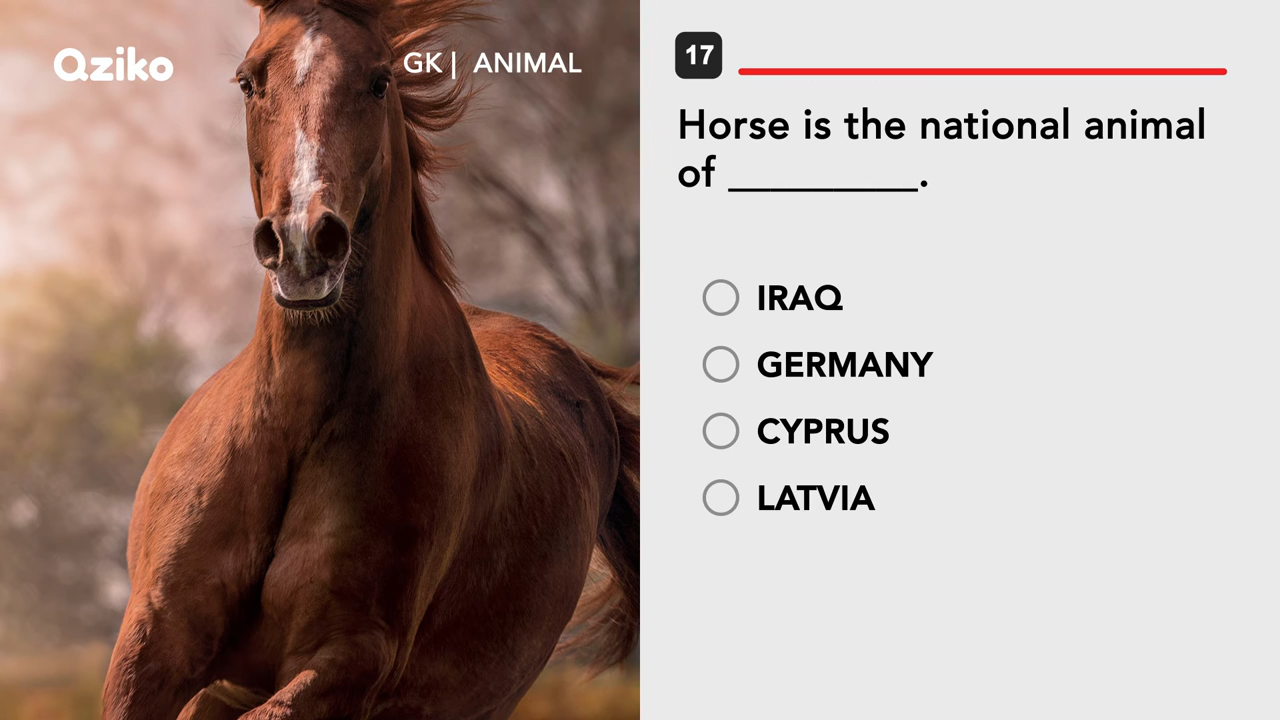 Qziko
GK | ANIMAL
17
Horse is the national animal
of _________.
IRAQ
GERMANY
CYPRUS
LATVIA